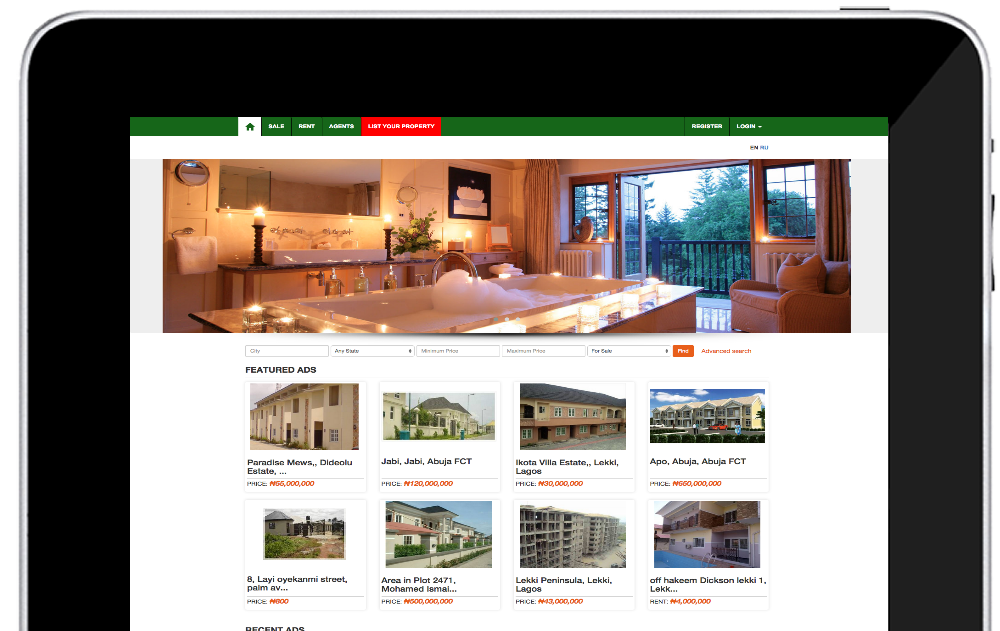 SALE RENT AGENTS LIST YOUR PROPERTY REGISTER LOGIN
EN RU
City Any State Minimum Price Maximum Price For Sale Find Advanced search
FEATURED ADS
Paradise Mews,, Dideolu
Estate, ...
PRICE: ₦55,000,000
Jabi, Jabi, Abuja FCT
PRICE: ₦120,000,000
Ikota Villa Estate,, Lekki,
Lagos
PRICE: ₦30,000,000
Apo, Abuja, Abuja FCT
PRICE: ₦550,000,000
8, Layi oyekanmi street,
palm av...
PRICE: ₦600
Area in Plot 2471,
Mohamed Ismai...
PRICE: ₦500,000,000
Lekki Peninsula, Lekki,
Lagos
PRICE: ₦43,000,000
off hakeem Dickson lekki 1,
Lekk...
RENT: ₦4,000,000
RECENT ADS